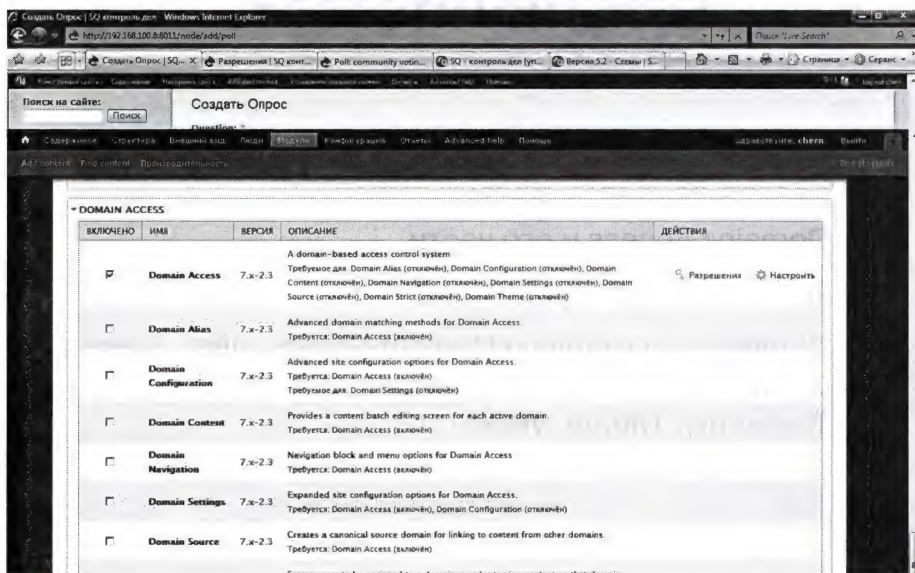 Создать Опрос | SQ контроль дел - Windows Internet Explorer
http://192.168.100.8:8011/node/add/poll
Поиск "Live Search"
Создать Опрос | SQ... Разрешения | SQ конт... Poll: community votin... SQ - контроль дел (уп... Версия 5.2 - Схемы | S... Страница Сервис
Поиск на сайте:
Создать Опрос
Поиск
Question: *
Содержимое Структура Внешний вид Люди Модули Конфигурация Отчеты Advanced help Помощь Здравствуйте, chern Выйти
Add content Find content Производительность
DOMAIN ACCESS
ВКЛЮЧЕНО ИМЯ ВЕРСИЯ ОПИСАНИЕ ДЕЙСТВИЯ
A domain-based access control system
Domain Access 7.x-2.3 Требуемое для: Domain Alias (отключён), Domain Configuration (отключён), Domain Разрешения Настроить
Content (отключён), Domain Navigation (отключён), Domain Settings (отключён), Domain
Source (отключён), Domain Strict (отключён), Domain Theme (отключён)
Domain Alias 7.x-2.3 Advanced domain matching methods for Domain Access.
Требуется: Domain Access (включён)
Domain Configuration 7.x-2.3 Advanced site configuration options for Domain Access.
Требуется: Domain Access (включён)
Требуемое для: Domain Settings (отключён)
Domain Content 7.x-2.3 Provides a content batch editing screen for each active domain.
Требуется: Domain Access (включён)
Domain Navigation 7.x-2.3 Navigation block and menu options for Domain Access
Требуется: Domain Access (включён)
Domain Settings 7.x-2.3 Expanded site configuration options for Domain Access.
Требуется: Domain Access (включён), Domain Configuration (отключён)
Domain Source 7.x-2.3 Creates a canonical source domain for linking to content from other domains.
Требуется: Domain Access (включён)